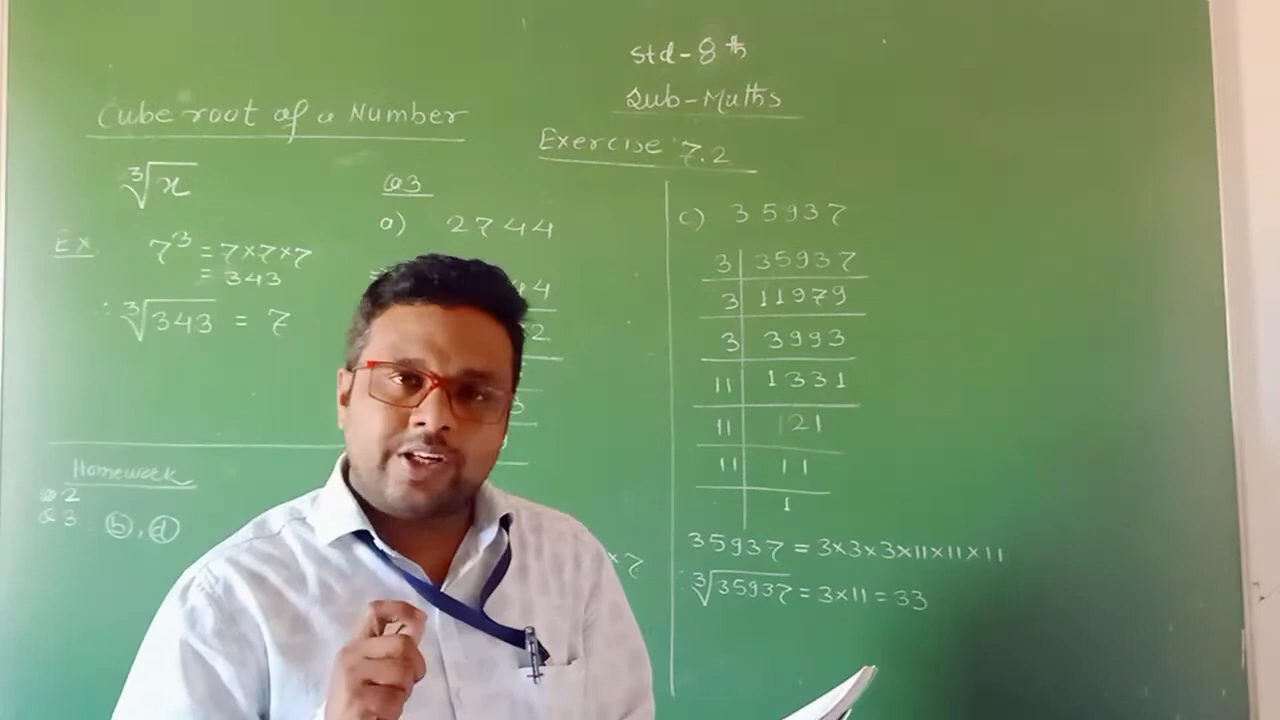 Std-8th
Sub-Maths
Exercise 7.2
Cube root of a Number
∛x
Ex. 7³ = 7×7×7
= 343
∴ ∛343 = 7
Homework
Q2
Q3 (b), (d)
Q3
a) 2744
×7
c) 35937
3 | 35937
3 | 11979
3 | 3993
11 | 1331
11 | 121
11 | 11
1
35937 = 3×3×3×11×11×11
∴ ∛35937 = 3×11 = 33